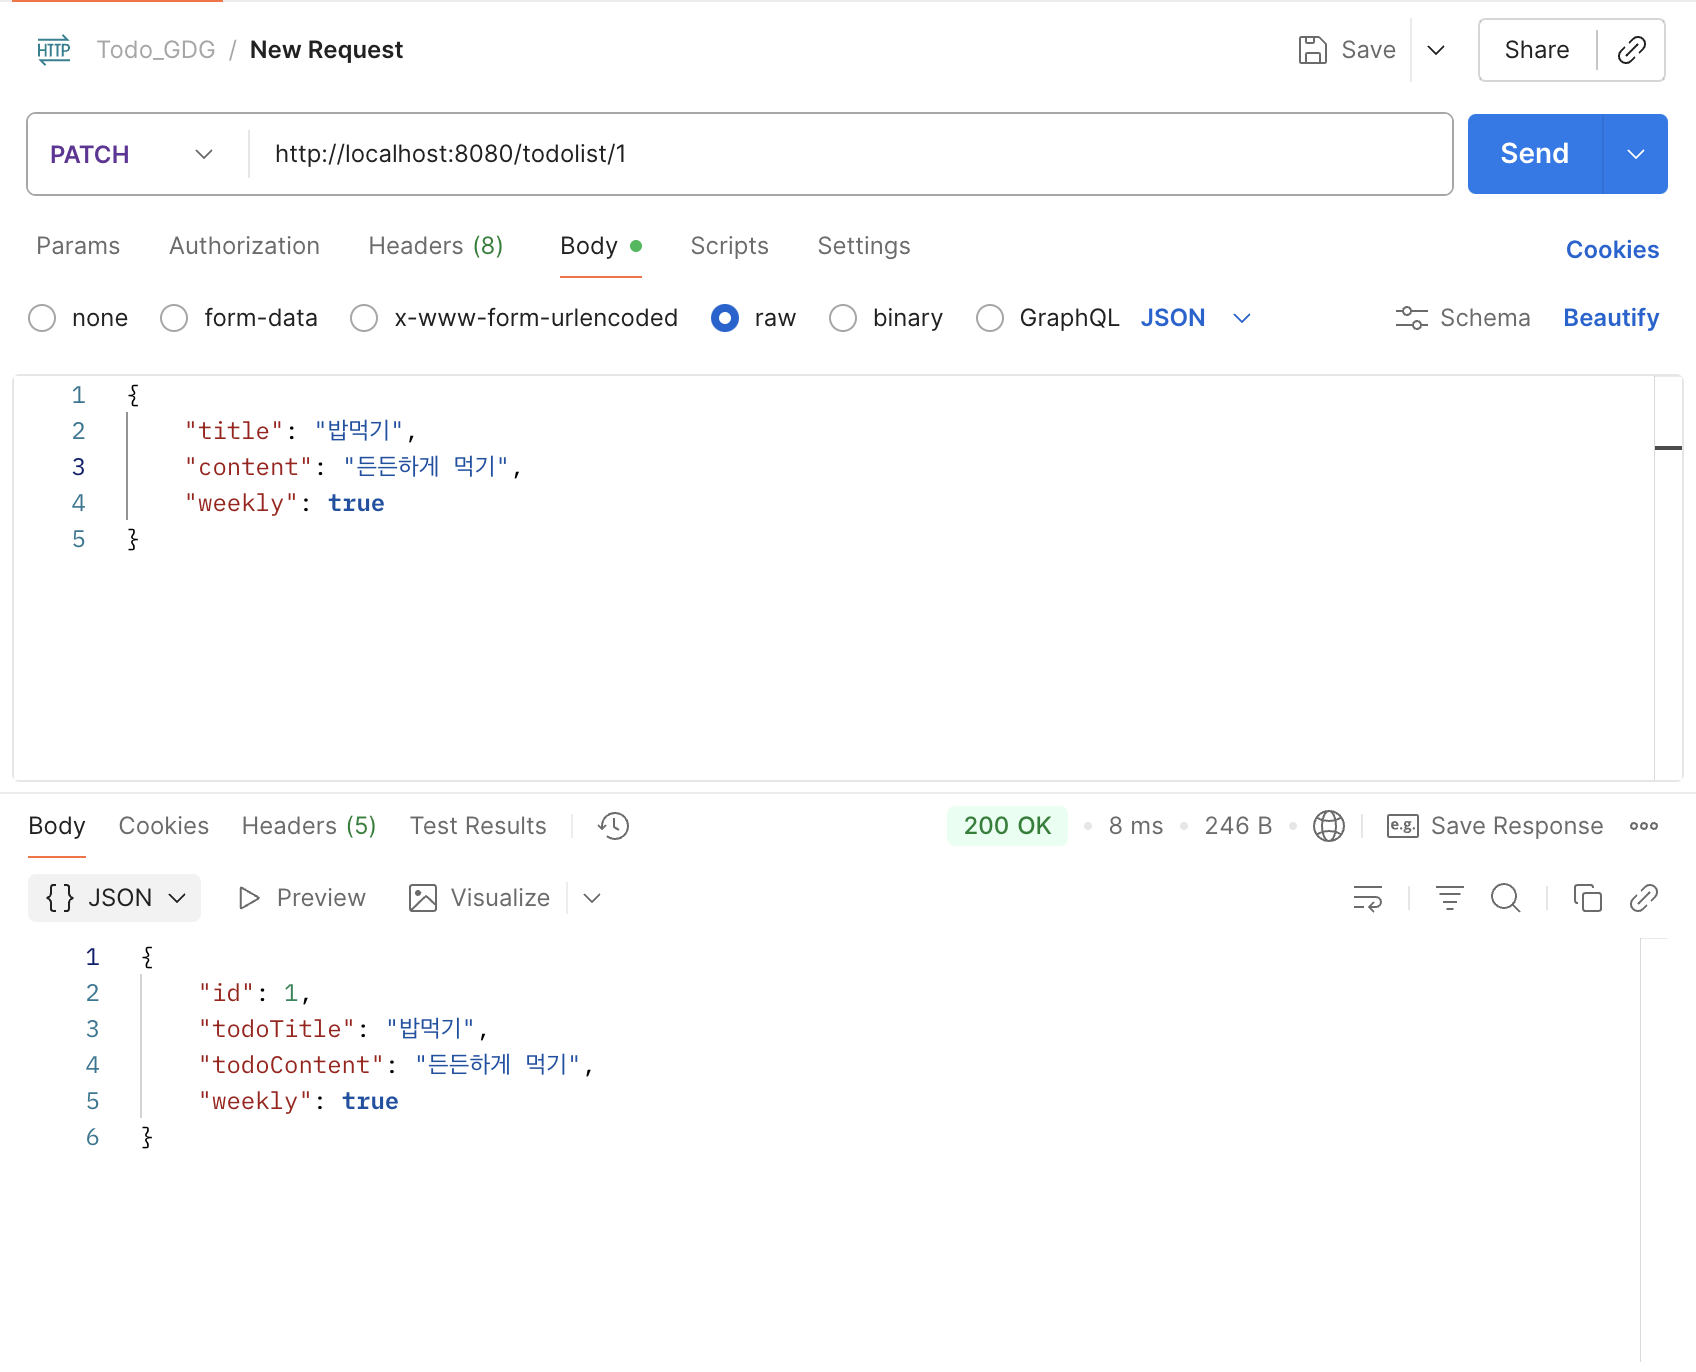 HTTP Todo_GDG / New Request Save Share
PATCH http://localhost:8080/todolist/1 Send
Params Authorization Headers (8) Body Scripts Settings Cookies
none form-data x-www-form-urlencoded raw binary GraphQL JSON Schema Beautify
1 {
2 "title": "밥먹기",
3 "content": "든든하게 먹기",
4 "weekly": true
5 }
Body Cookies Headers (5) Test Results 200 OK • 8 ms • 246 B • e.g. Save Response
{} JSON Preview Visualize
1 {
2 "id": 1,
3 "todoTitle": "밥먹기",
4 "todoContent": "든든하게 먹기",
5 "weekly": true
6 }